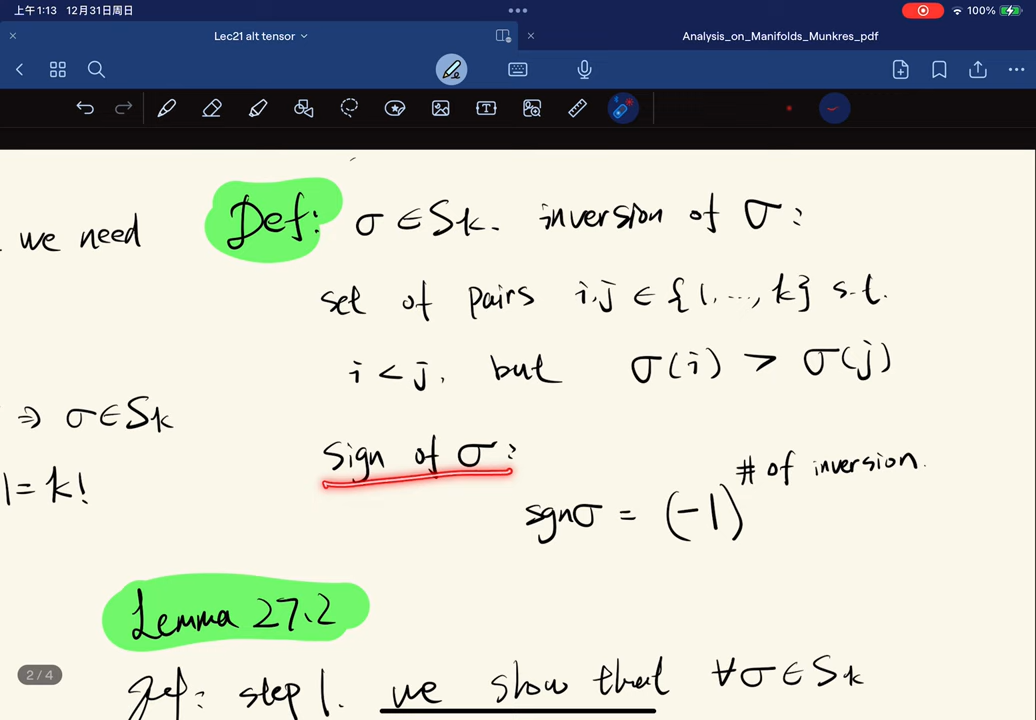 上午1:13 12月31日周日
100%
Lec21 alt tensor
Analysis_on_Manifolds_Munkres_pdf
we need
Def: σ ∈ Sk. inversion of σ:
set of pairs i,j ∈ {1, ..., k} s.t.
i < j, but σ(i) > σ(j)
⇒ σ ∈ Sk
| = k!
sign of σ:
sgnσ = (-1)^# of inversion.
Lemma 27.2
2 / 4
step 1. we show that ∀σ ∈ Sk